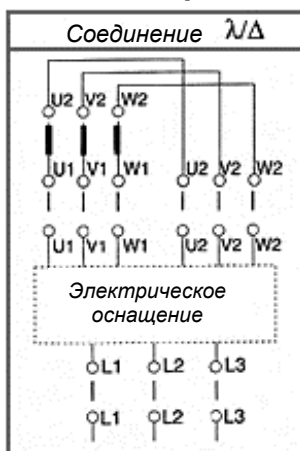 Соединение λ/Δ
U2 V2 W2
U1 V1 W1 U2 V2 W2
U1 V1 W1 U2 V2 W2
Электрическое
оснащение
L1 L2 L3
L1 L2 L3